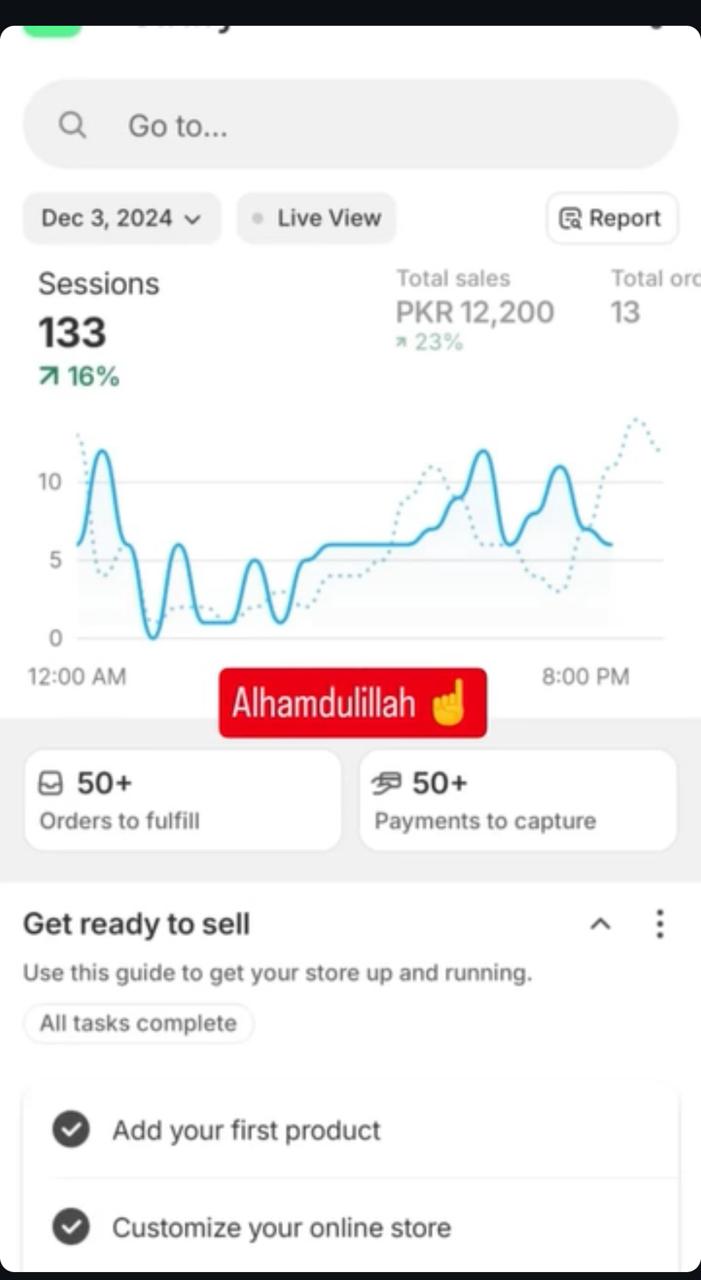 Go to...
Dec 3, 2024
Live View
Report
Sessions
133
16%
Total sales
PKR 12,200
23%
Total ord
13
10
5
0
12:00 AM
8:00 PM
Alhamdulillah ☝️
50+
Orders to fulfill
50+
Payments to capture
Get ready to sell
Use this guide to get your store up and running.
All tasks complete
Add your first product
Customize your online store